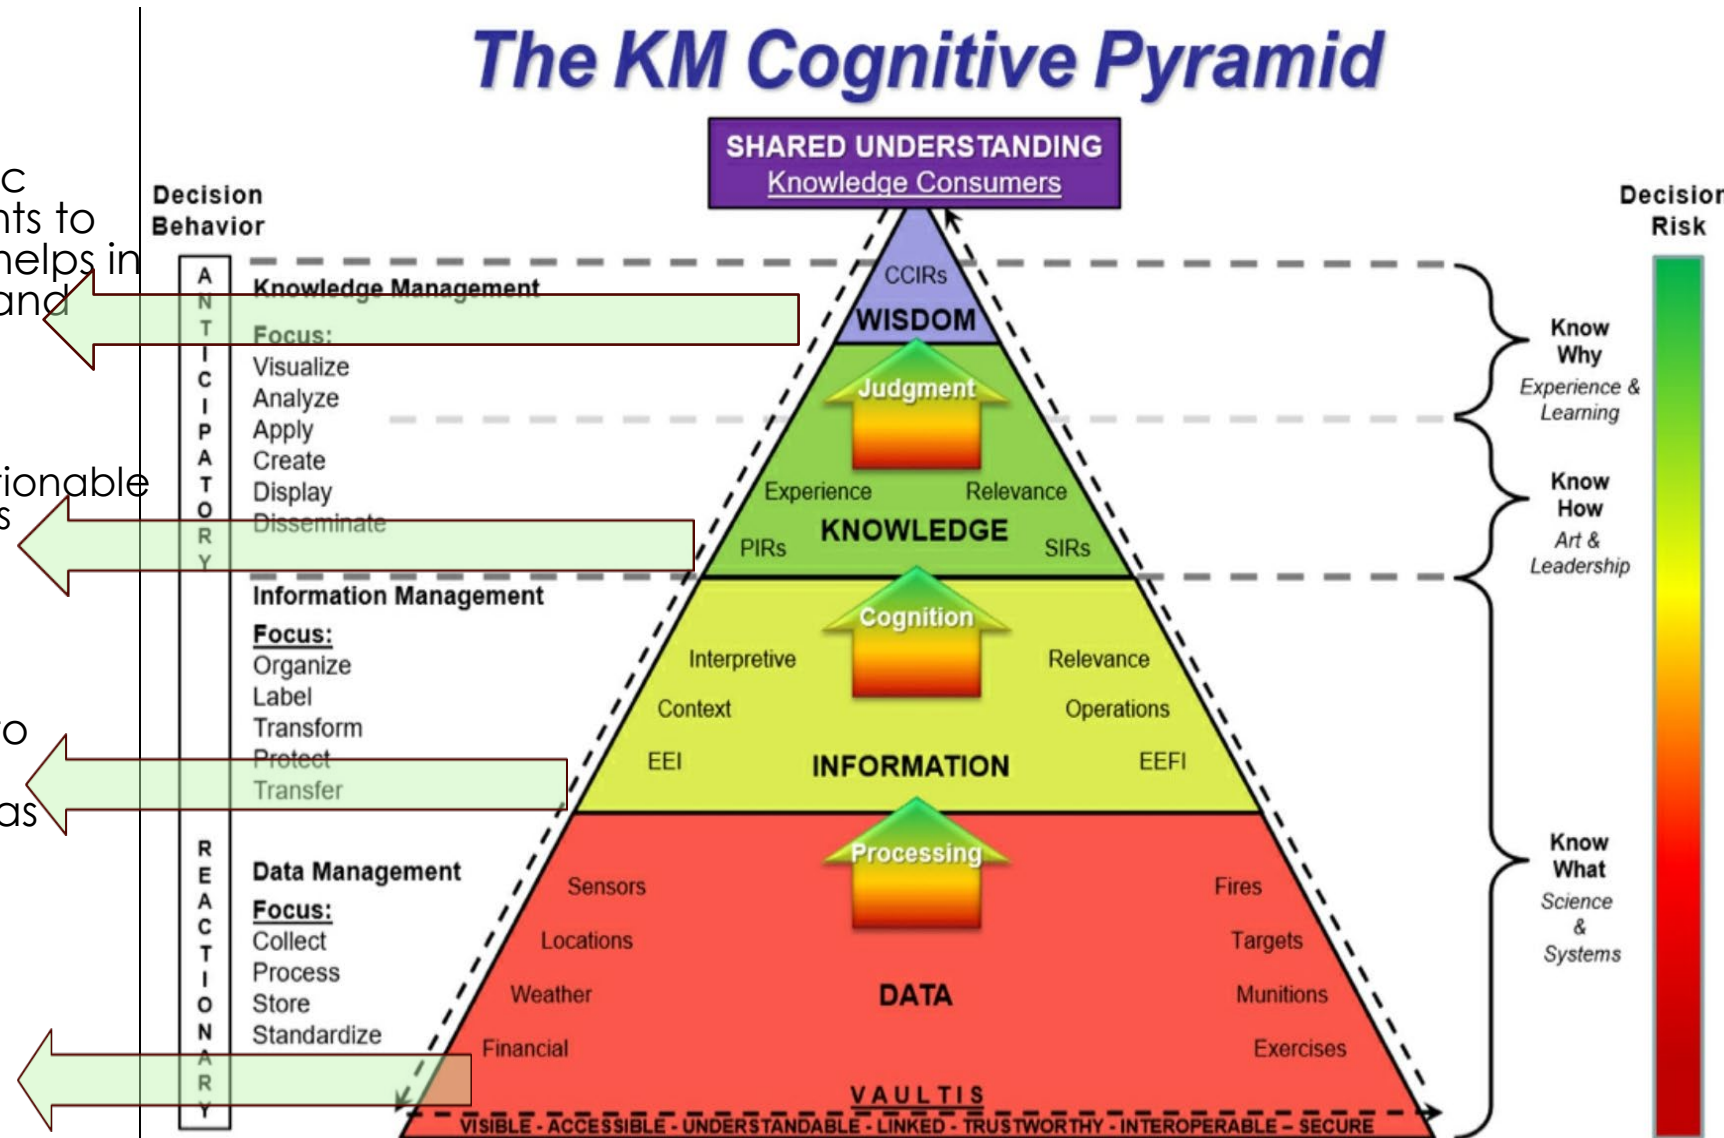 The KM Cognitive Pyramid
SHARED UNDERSTANDING
Knowledge Consumers
c
nts to
helps in
and
tionable
s
to
as
Decision
Behavior
ANTICIPATORY
REACTIONARY
Knowledge Management
Focus:
Visualize
Analyze
Apply
Create
Display
Disseminate
Information Management
Focus:
Organize
Label
Transform
Protect
Transfer
Data Management
Focus:
Collect
Process
Store
Standardize
CCIRs
WISDOM
Judgment
Experience Relevance
KNOWLEDGE
PIRs SIRs
Cognition
Interpretive Relevance
Context Operations
EEI INFORMATION EEFI
Processing
Sensors Fires
Locations Targets
Weather DATA Munitions
Financial Exercises
VAULTIS
VISIBLE - ACCESSIBLE - UNDERSTANDABLE - LINKED - TRUSTWORTHY - INTEROPERABLE – SECURE
Decision
Risk
Know
Why
Experience &
Learning
Know
How
Art &
Leadership
Know
What
Science
&
Systems